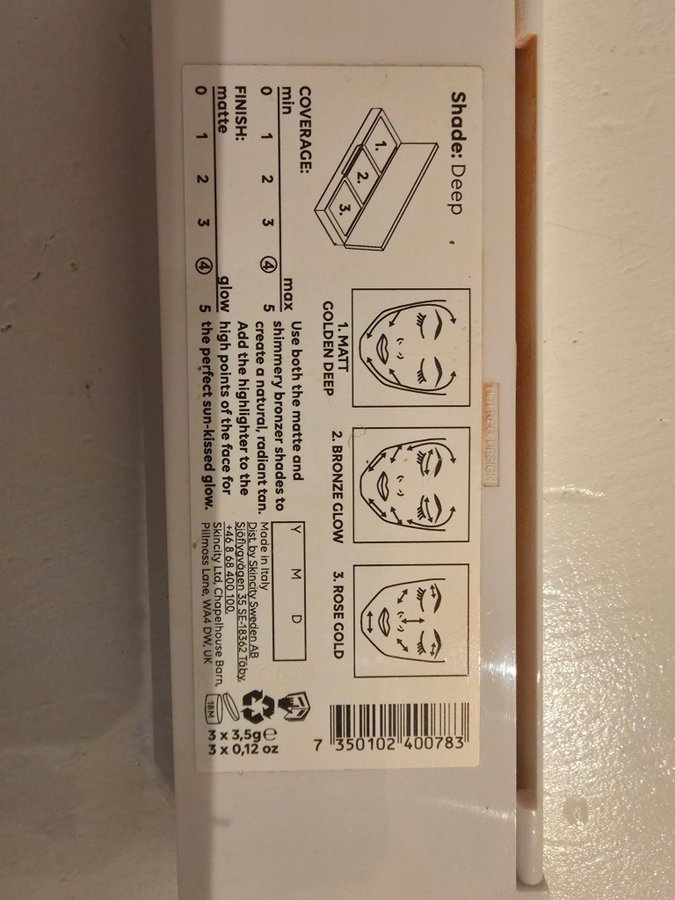 Shade: Deep
1.
2.
3.
1. MATT
GOLDEN DEEP
2. BRONZE GLOW
3. ROSE GOLD
COVERAGE:
min max
0 1 2 3 4 5
FINISH:
matte glow
0 1 2 3 4 5
Use both the matte and
shimmery bronzer shades to
create a natural, radiant tan.
Add the highlighter to the
high points of the face for
the perfect sun-kissed glow.
Y M D
Made in Italy
Dist by Skincity Sweden AB
Sjöflygvägen 35 SE-18362 Täby.
+46 8 68 400 100.
Skincity Ltd, Chapelhouse Barn,
Pillmoss Lane, WA4 DW, UK
18M
3 x 3,5g e
3 x 0,12 oz
7 350102 400783
DESIGN